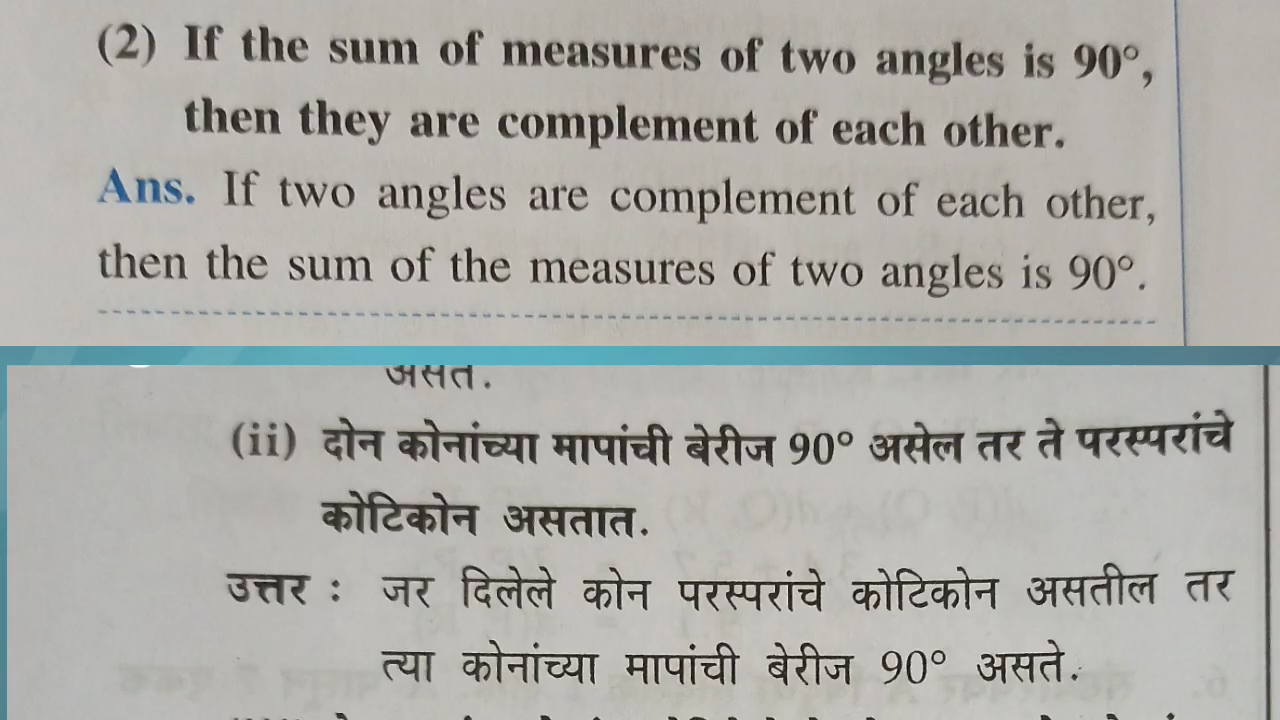 (2) If the sum of measures of two angles is 90°,
then they are complement of each other.
Ans. If two angles are complement of each other,
then the sum of the measures of two angles is 90°.
असत.
(ii) दोन कोनांच्या मापांची बेरीज 90° असेल तर ते परस्परांचे
कोटिकोन असतात.
उत्तर : जर दिलेले कोन परस्परांचे कोटिकोन असतील तर
त्या कोनांच्या मापांची बेरीज 90° असते.